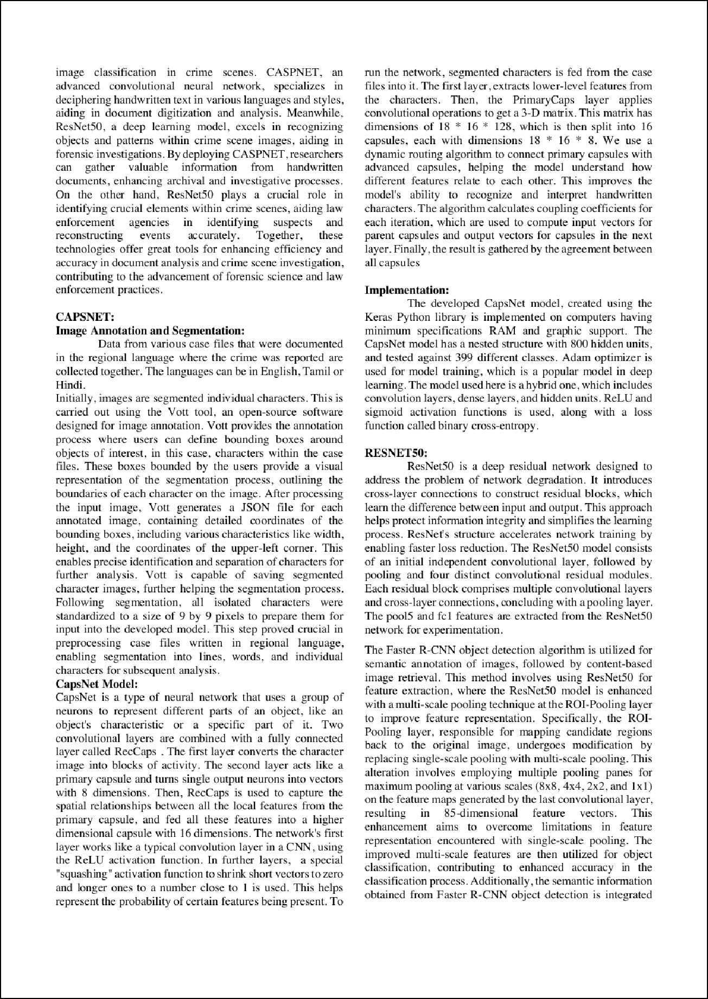 image classification in crime scenes. CASPNET, an
advanced convolutional neural network, specializes in
deciphering handwritten text in various languages and styles,
aiding in document digitization and analysis. Meanwhile,
ResNet50, a deep learning model, excels in recognizing
objects and patterns within crime scene images, aiding in
forensic investigations. By deploying CASPNET, researchers
can gather valuable information from handwritten
documents, enhancing archival and investigative processes.
On the other hand, ResNet50 plays a crucial role in
identifying crucial elements within crime scenes, aiding law
enforcement agencies in identifying suspects and
reconstructing events accurately. Together, these
technologies offer great tools for enhancing efficiency and
accuracy in document analysis and crime scene investigation,
contributing to the advancement of forensic science and law
enforcement practices.
CAPSNET:
Image Annotation and Segmentation:
Data from various case files that were documented
in the regional language where the crime was reported are
collected together. The languages can be in English, Tamil or
Hindi.
Initially, images are segmented individual characters. This is
carried out using the Vott tool, an open-source software
designed for image annotation. Vott provides the annotation
process where users can define bounding boxes around
objects of interest, in this case, characters within the case
files. These boxes bounded by the users provide a visual
representation of the segmentation process, outlining the
boundaries of each character on the image. After processing
the input image, Vott generates a JSON file for each
annotated image, containing detailed coordinates of the
bounding boxes, including various characteristics like width,
height, and the coordinates of the upper-left corner. This
enables precise identification and separation of characters for
further analysis. Vott is capable of saving segmented
character images, further helping the segmentation process.
Following segmentation, all isolated characters were
standardized to a size of 9 by 9 pixels to prepare them for
input into the developed model. This step proved crucial in
preprocessing case files written in regional language,
enabling segmentation into lines, words, and individual
characters for subsequent analysis.
CapsNet Model:
CapsNet is a type of neural network that uses a group of
neurons to represent different parts of an object, like an
object's characteristic or a specific part of it. Two
convolutional layers are combined with a fully connected
layer called RecCaps . The first layer converts the character
image into blocks of activity. The second layer acts like a
primary capsule and turns single output neurons into vectors
with 8 dimensions. Then, RecCaps is used to capture the
spatial relationships between all the local features from the
primary capsule, and fed all these features into a higher
dimensional capsule with 16 dimensions. The network's first
layer works like a typical convolution layer in a CNN, using
the ReLU activation function. In further layers, a special
"squashing" activation function to shrink short vectors to zero
and longer ones to a number close to 1 is used. This helps
represent the probability of certain features being present. To
run the network, segmented characters is fed from the case
files into it. The first layer, extracts lower-level features from
the characters. Then, the PrimaryCaps layer applies
convolutional operations to get a 3-D matrix. This matrix has
dimensions of 18 * 16 * 128, which is then split into 16
capsules, each with dimensions 18 * 16 * 8. We use a
dynamic routing algorithm to connect primary capsules with
advanced capsules, helping the model understand how
different features relate to each other. This improves the
model's ability to recognize and interpret handwritten
characters. The algorithm calculates coupling coefficients for
each iteration, which are used to compute input vectors for
parent capsules and output vectors for capsules in the next
layer. Finally, the result is gathered by the agreement between
all capsules
Implementation:
The developed CapsNet model, created using the
Keras Python library is implemented on computers having
minimum specifications RAM and graphic support. The
CapsNet model has a nested structure with 800 hidden units,
and tested against 399 different classes. Adam optimizer is
used for model training, which is a popular model in deep
learning. The model used here is a hybrid one, which includes
convolution layers, dense layers, and hidden units. ReLU and
sigmoid activation functions is used, along with a loss
function called binary cross-entropy.
RESNET50:
ResNet50 is a deep residual network designed to
address the problem of network degradation. It introduces
cross-layer connections to construct residual blocks, which
learn the difference between input and output. This approach
helps protect information integrity and simplifies the learning
process. ResNet's structure accelerates network training by
enabling faster loss reduction. The ResNet50 model consists
of an initial independent convolutional layer, followed by
pooling and four distinct convolutional residual modules.
Each residual block comprises multiple convolutional layers
and cross-layer connections, concluding with a pooling layer.
The pool5 and fc1 features are extracted from the ResNet50
network for experimentation.
The Faster R-CNN object detection algorithm is utilized for
semantic annotation of images, followed by content-based
image retrieval. This method involves using ResNet50 for
feature extraction, where the ResNet50 model is enhanced
with a multi-scale pooling technique at the ROI-Pooling layer
to improve feature representation. Specifically, the ROI-
Pooling layer, responsible for mapping candidate regions
back to the original image, undergoes modification by
replacing single-scale pooling with multi-scale pooling. This
alteration involves employing multiple pooling panes for
maximum pooling at various scales (8x8, 4x4, 2x2, and 1x1)
on the feature maps generated by the last convolutional layer,
resulting in 85-dimensional feature vectors. This
enhancement aims to overcome limitations in feature
representation encountered with single-scale pooling. The
improved multi-scale features are then utilized for object
classification, contributing to enhanced accuracy in the
classification process. Additionally, the semantic information
obtained from Faster R-CNN object detection is integrated